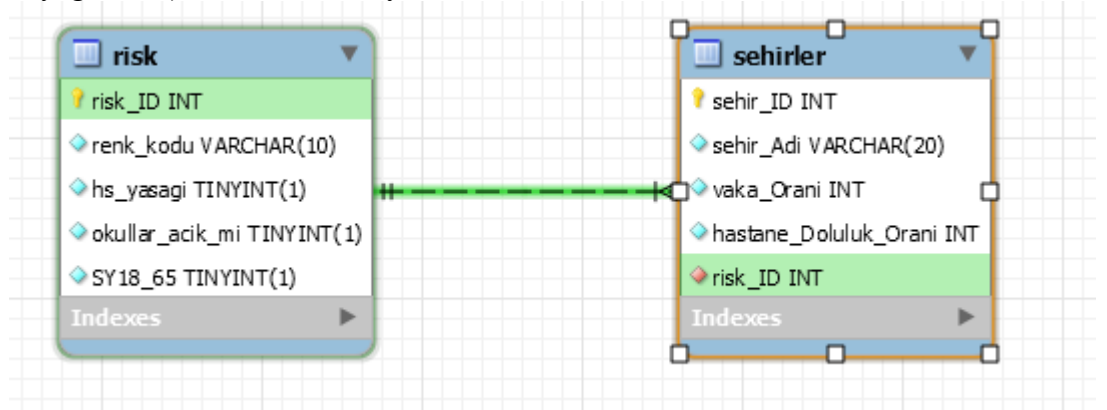 risk
risk_ID INT
renk_kodu VARCHAR(10)
hs_yasagi TINYINT(1)
okullar_acik_mi TINYINT(1)
SY18_65 TINYINT(1)
Indexes
sehirler
sehir_ID INT
sehir_Adi VARCHAR(20)
vaka_Orani INT
hastane_Doluluk_Orani INT
risk_ID INT
Indexes